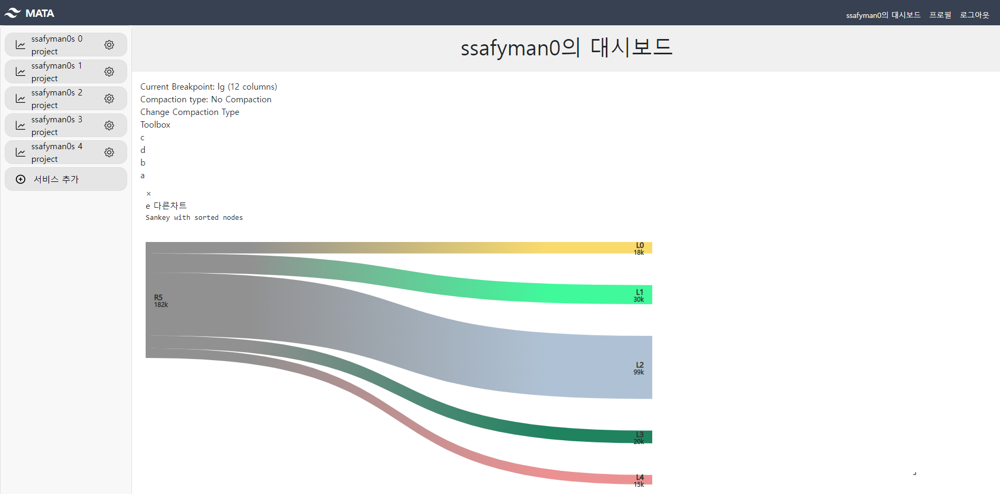 MATA
ssafyman0의 대시보드 프로필 로그아웃
ssafyman0s 0
project
ssafyman0s 1
project
ssafyman0s 2
project
ssafyman0s 3
project
ssafyman0s 4
project
서비스 추가
ssafyman0의 대시보드
Current Breakpoint: lg (12 columns)
Compaction type: No Compaction
Change Compaction Type
Toolbox
c
d
b
a
×
e 다른차트
Sankey with sorted nodes
L0
18k
L1
30k
R5
182k
L2
99k
L3
20k
L4
15k